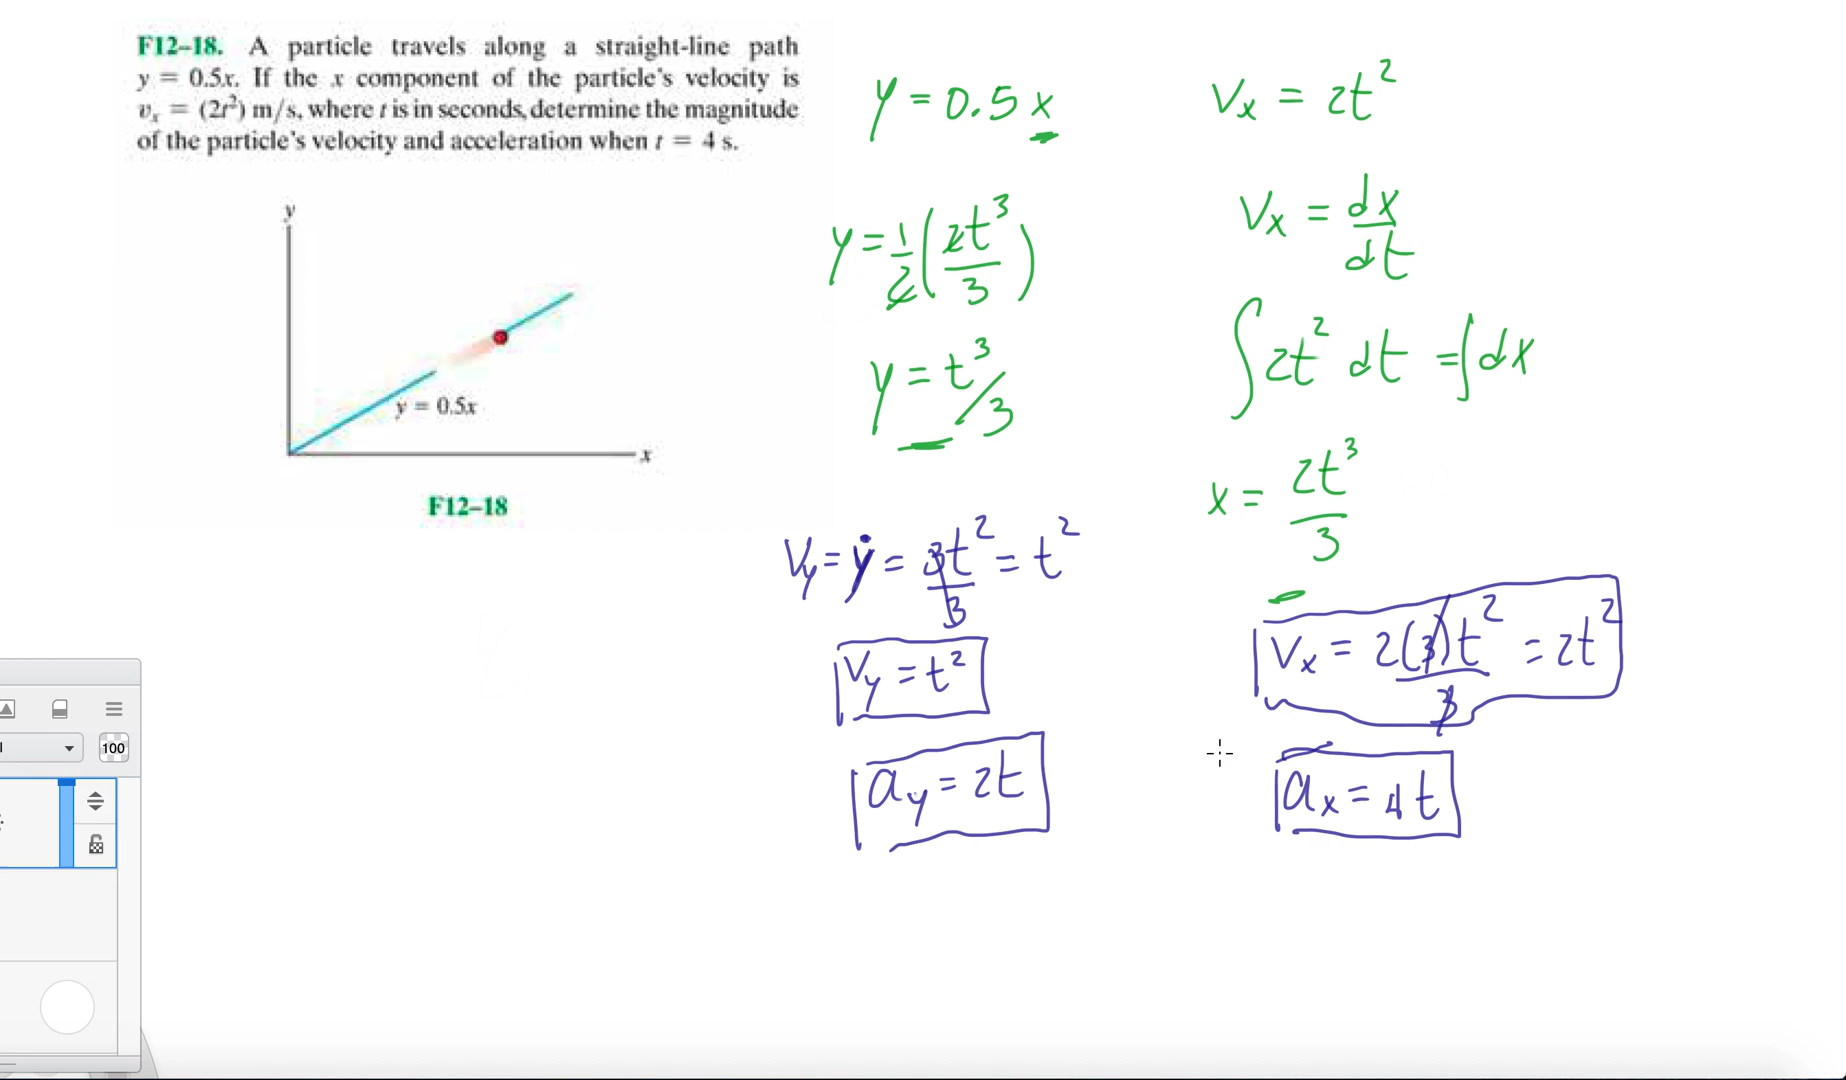 F12–18. A particle travels along a straight-line path
y = 0.5x. If the x component of the particle's velocity is
vₓ = (2t²) m/s, where t is in seconds, determine the magnitude
of the particle's velocity and acceleration when t = 4 s.
y
y = 0.5x
x
F12–18
y = 0.5 x
y = 1/2 (2t³/3)
y = t³/3
Vx = 2t²
Vx = dx/dt
∫ 2t² dt = ∫ dx
x = 2t³/3
Vy = ẏ = 3t²/3 = t²
Vy = t²
ay = 2t
Vx = 2(3)t²/3 = 2t²
ax = 4t
100